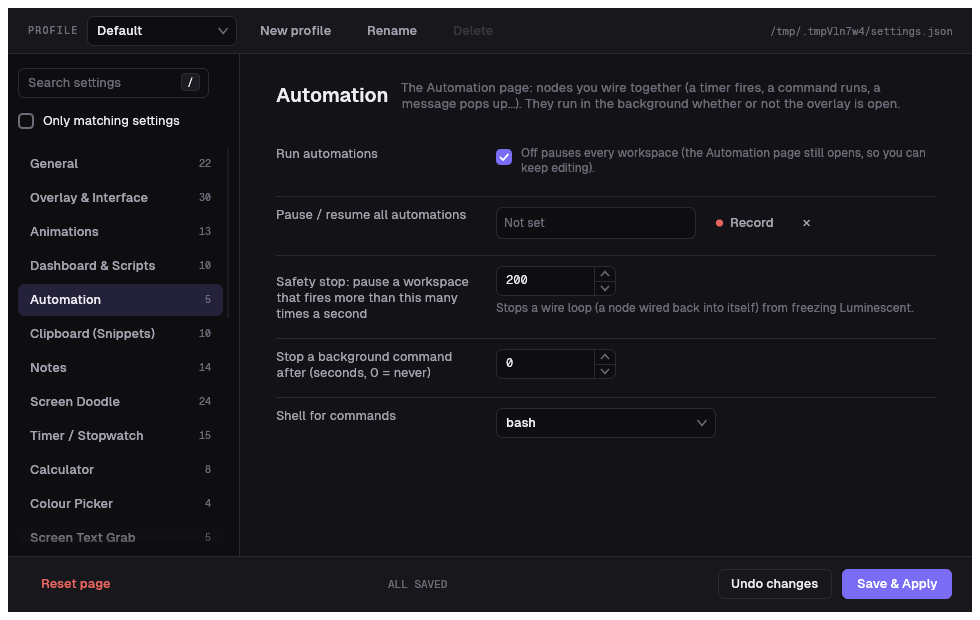 PROFILE Default New profile Rename Delete /tmp/.tmpVln7w4/settings.json
Search settings /
Only matching settings
General 22
Overlay & Interface 30
Animations 13
Dashboard & Scripts 10
Automation 5
Clipboard (Snippets) 10
Notes 14
Screen Doodle 24
Timer / Stopwatch 15
Calculator 8
Colour Picker 4
Screen Text Grab 5
Automation
The Automation page: nodes you wire together (a timer fires, a command runs, a
message pops up…). They run in the background whether or not the overlay is open.
Run automations
Off pauses every workspace (the Automation page still opens, so you can
keep editing).
Pause / resume all automations Not set Record ×
Safety stop: pause a workspace
that fires more than this many
times a second
200
Stops a wire loop (a node wired back into itself) from freezing Luminescent.
Stop a background command
after (seconds, 0 = never)
0
Shell for commands bash
Reset page ALL SAVED Undo changes Save & Apply